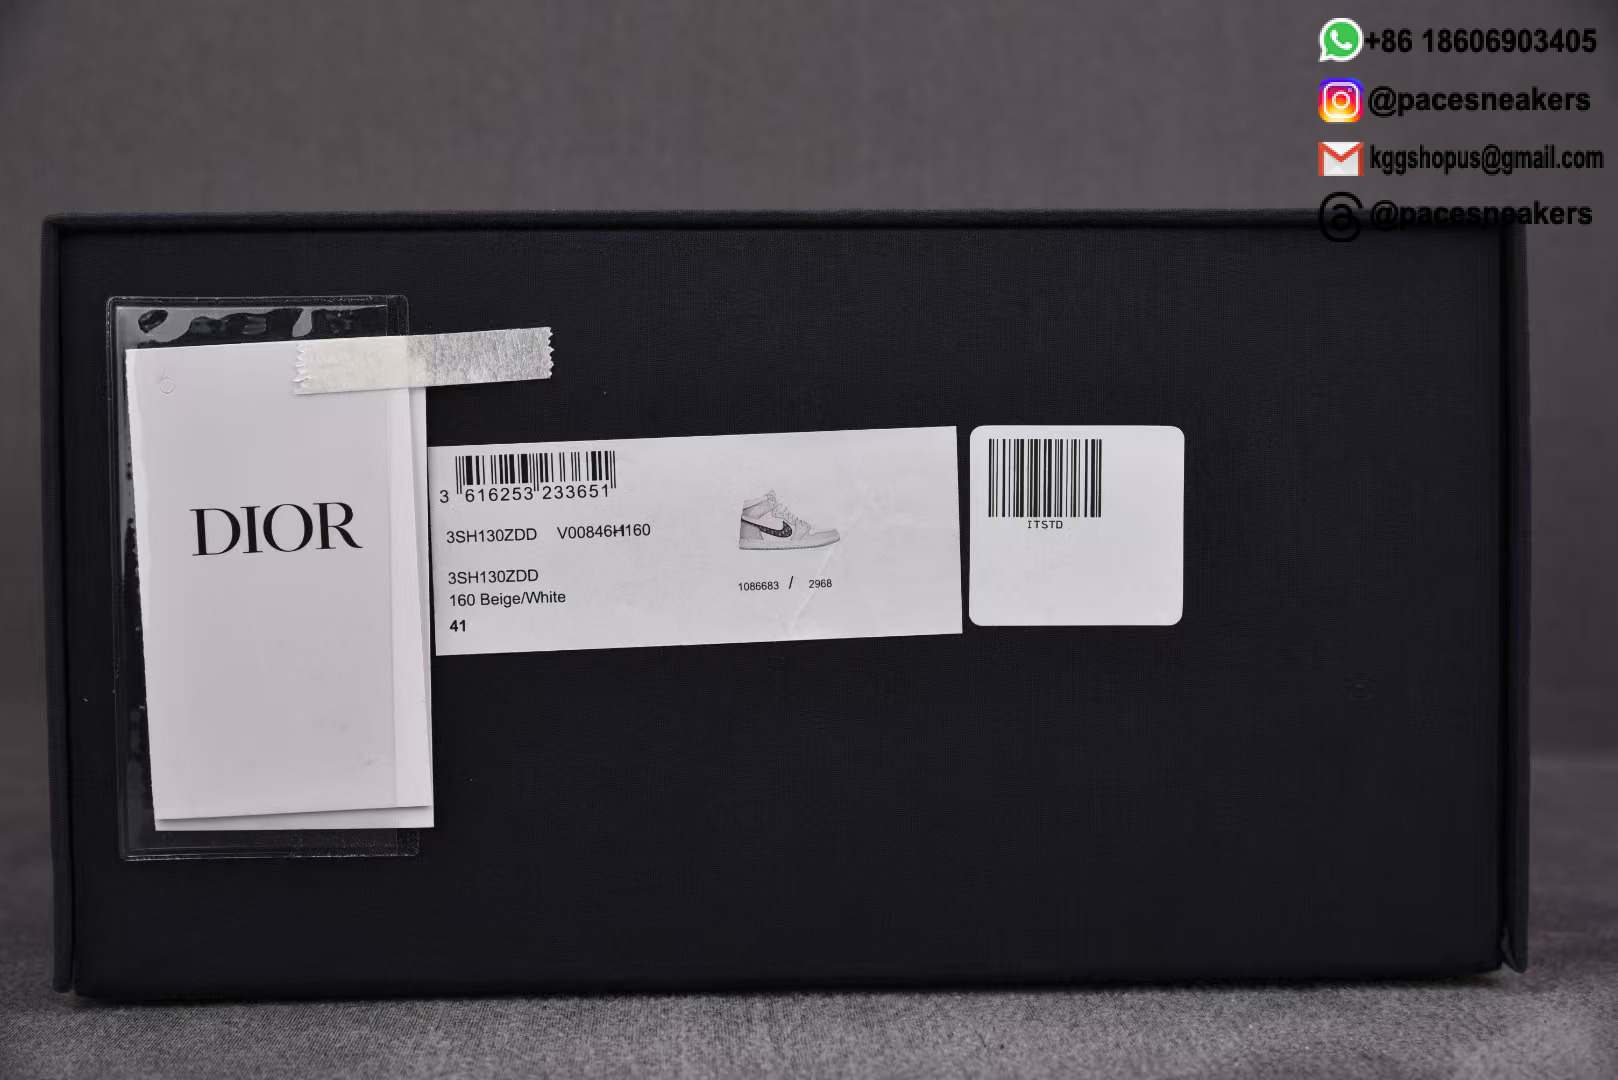 +86 18606903405
@pacesneakers
kggshopus@gmail.com
@pacesneakers
DIOR
3 616253 233651
3SH130ZDD V00846H160
3SH130ZDD
160 Beige/White
41
1086683 / 2968
ITSTD